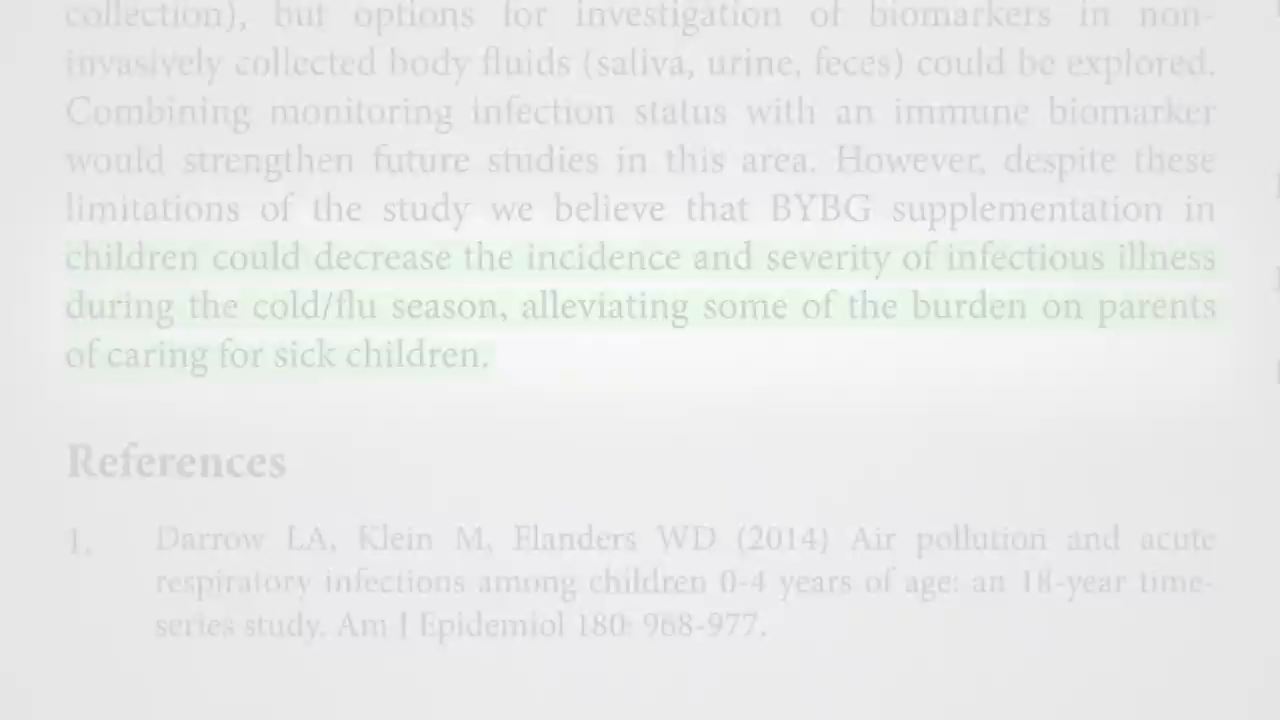 collection), but options for investigation of biomarkers in non-
invasively collected body fluids (saliva, urine, feces) could be explored.
Combining monitoring infection status with an immune biomarker
would strengthen future studies in this area. However, despite these
limitations of the study we believe that BYBG supplementation in
children could decrease the incidence and severity of infectious illness
during the cold/flu season, alleviating some of the burden on parents
of caring for sick children.
References
1. Darrow LA, Klein M, Flanders WD (2014) Air pollution and acute
respiratory infections among children 0-4 years of age: an 18-year time-
series study. Am J Epidemiol 180: 968-977.